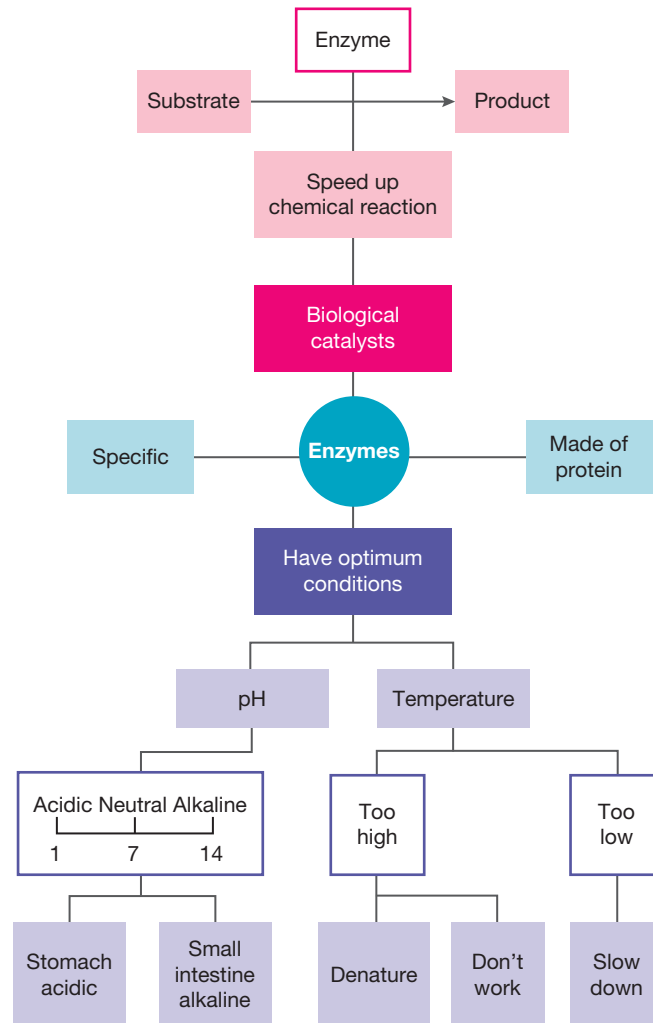 Enzyme
Substrate
Product
Speed up
chemical reaction
Biological
catalysts
Specific
Enzymes
Made of
protein
Have optimum
conditions
pH
Temperature
Acidic Neutral Alkaline
1 7 14
Too
high
Too
low
Stomach
acidic
Small
intestine
alkaline
Denature
Don't
work
Slow
down